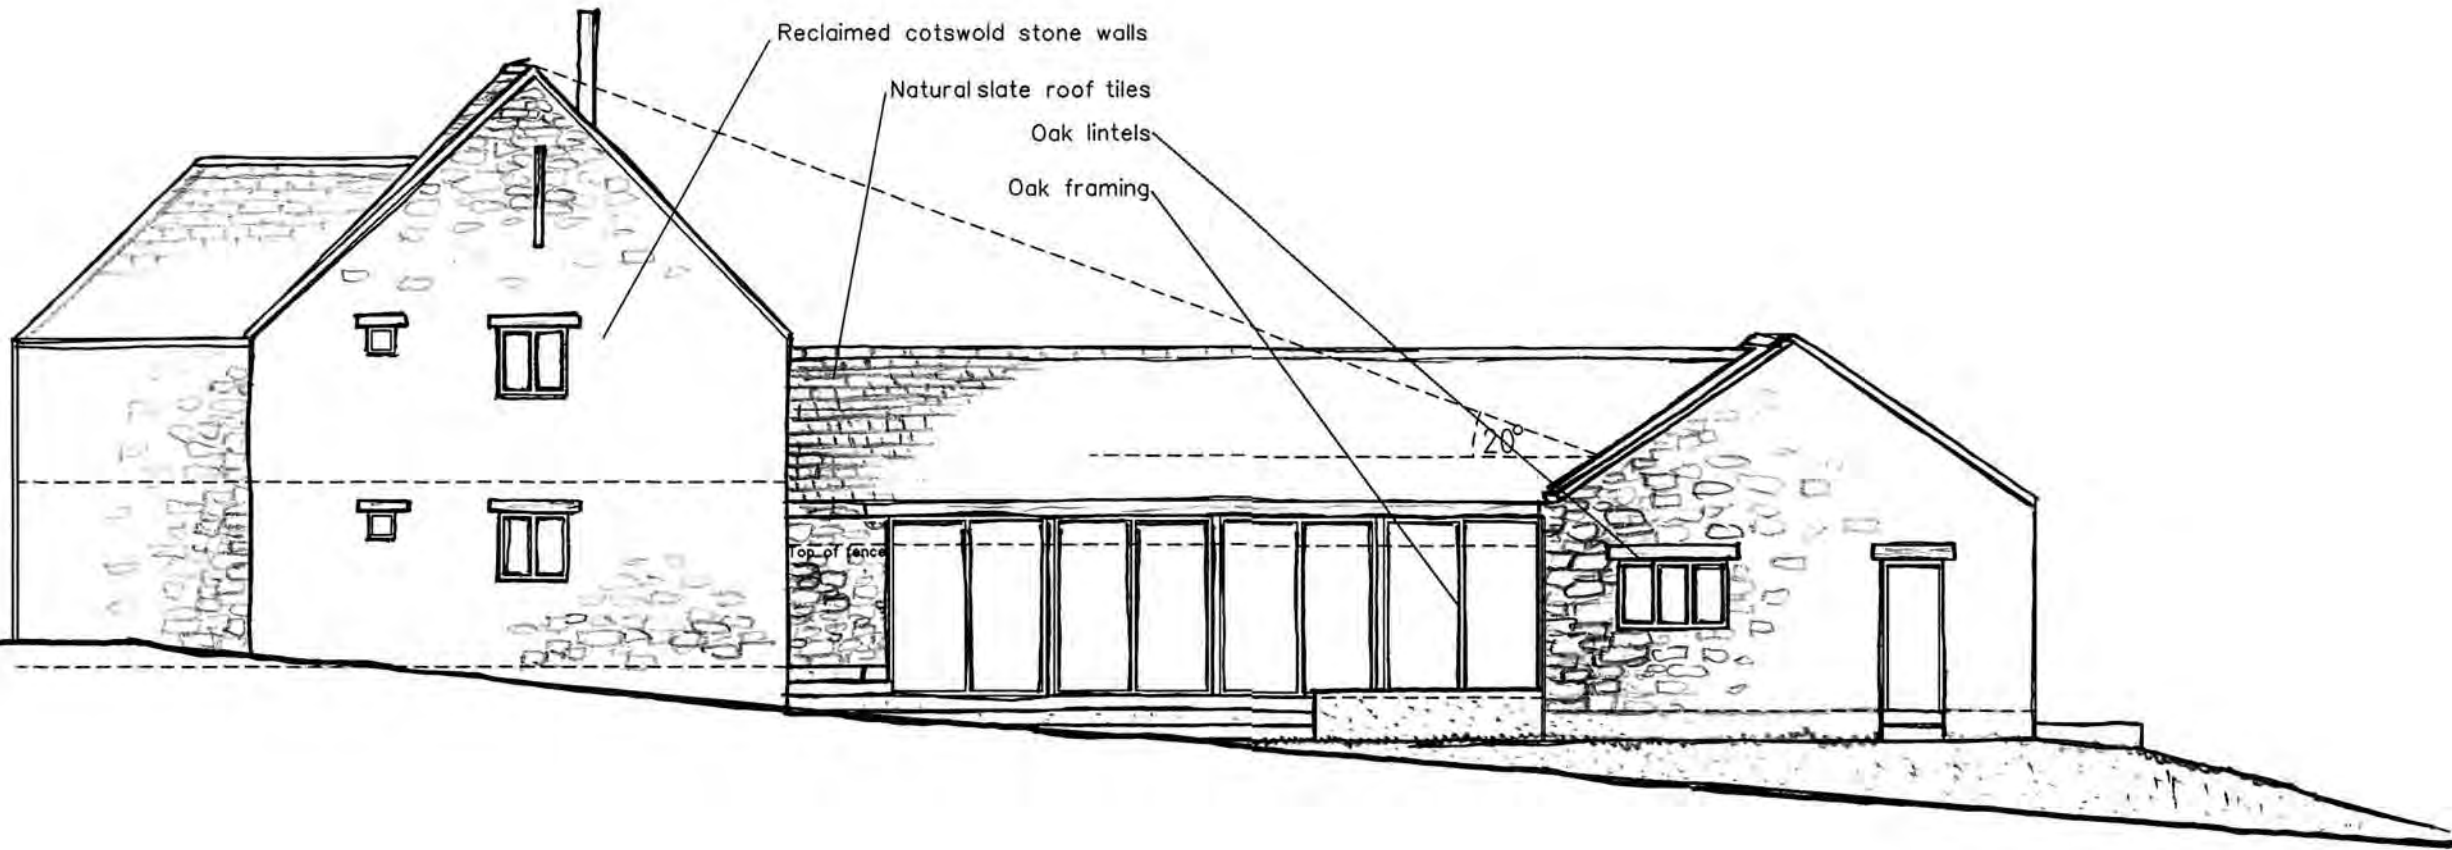 Reclaimed cotswold stone walls
Natural slate roof tiles
Oak lintels
Oak framing
20°
Top of fence